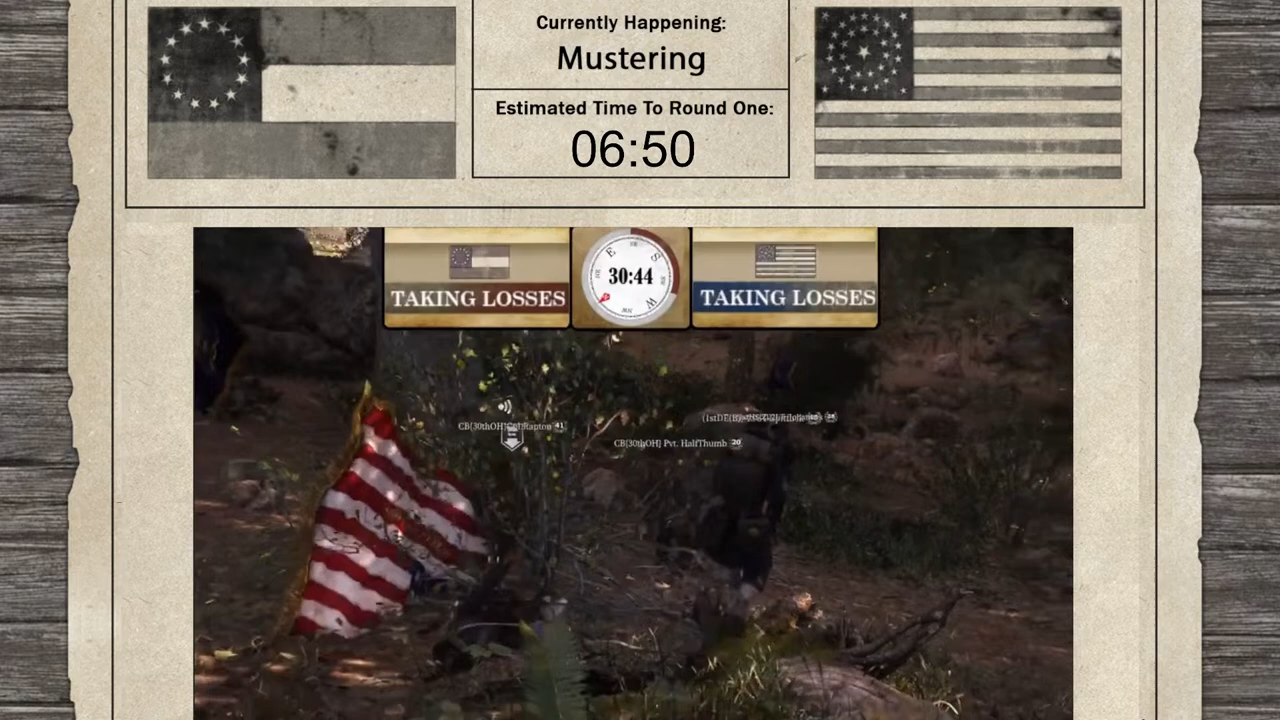 Currently Happening:
Mustering
Estimated Time To Round One:
06:50
E
S
W
30:44
TAKING LOSSES
TAKING LOSSES
CB[30thOH] Pvt. HalfThumb 20
41